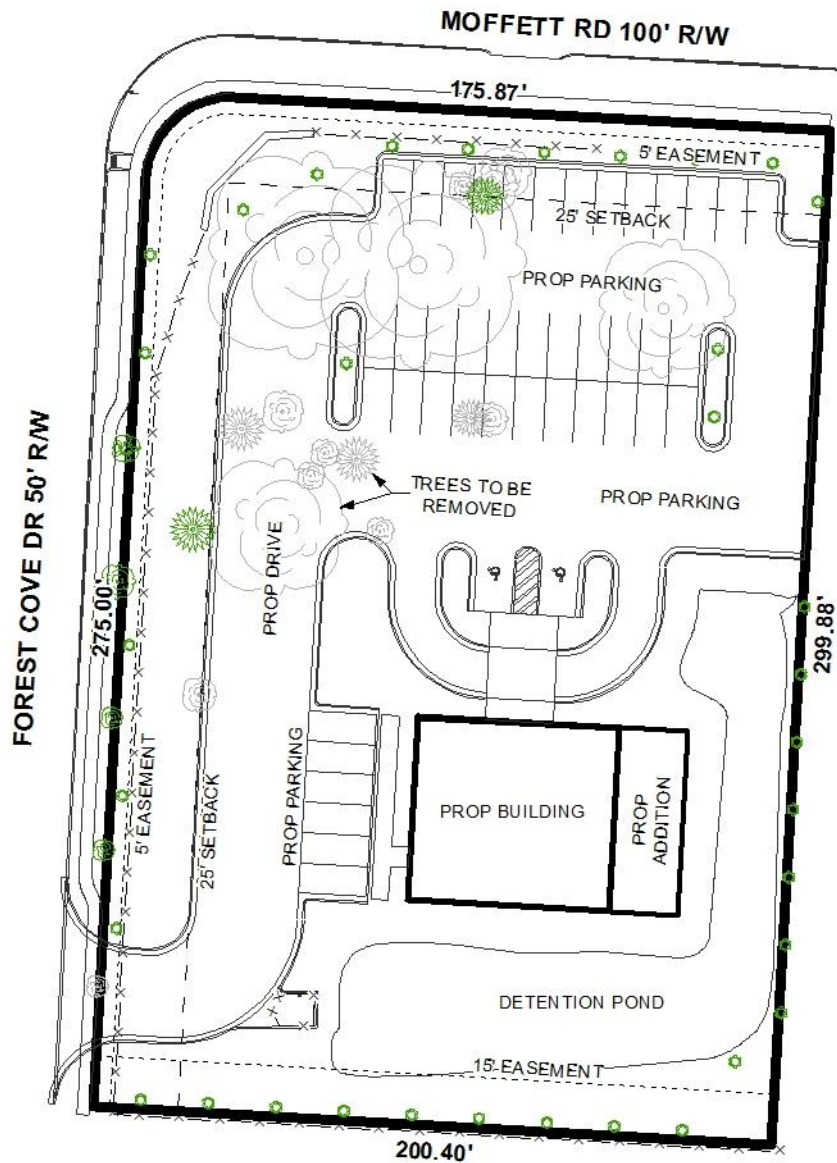 MOFFETT RD 100' R/W
175.87'
5' EASEMENT
25' SETBACK
PROP PARKING
FOREST COVE DR 50' R/W
275.00'
TREES TO BE
REMOVED
PROP PARKING
PROP DRIVE
299.88'
5' EASEMENT
25' SETBACK
PROP PARKING
PROP BUILDING
PROP
ADDITION
DETENTION POND
15' EASEMENT
200.40'